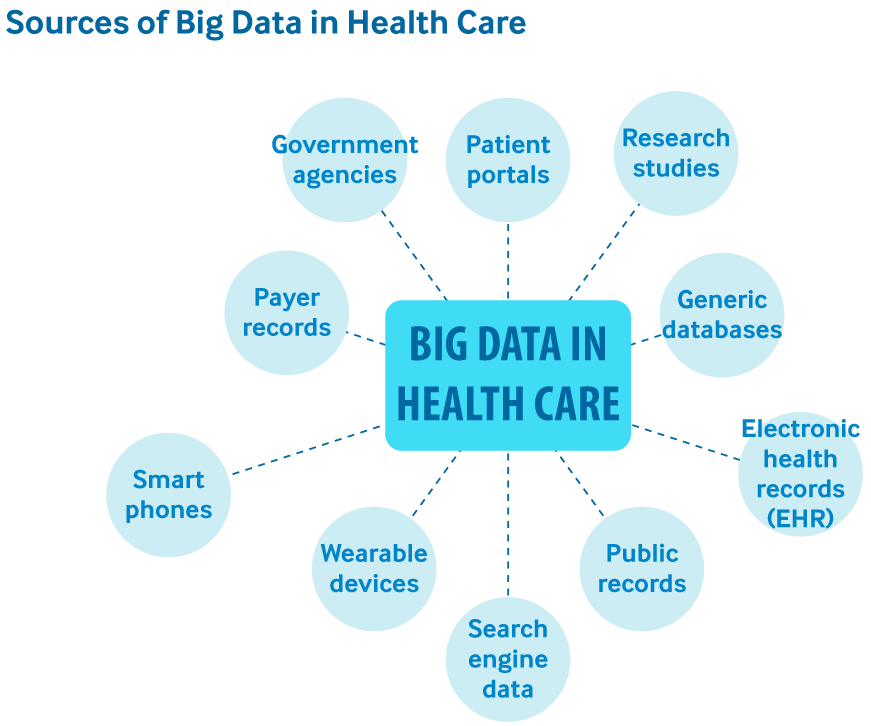 Sources of Big Data in Health Care
Government
agencies
Patient
portals
Research
studies
Payer
records
Generic
databases
BIG DATA IN
HEALTH CARE
Electronic
health
records
(EHR)
Smart
phones
Wearable
devices
Public
records
Search
engine
data